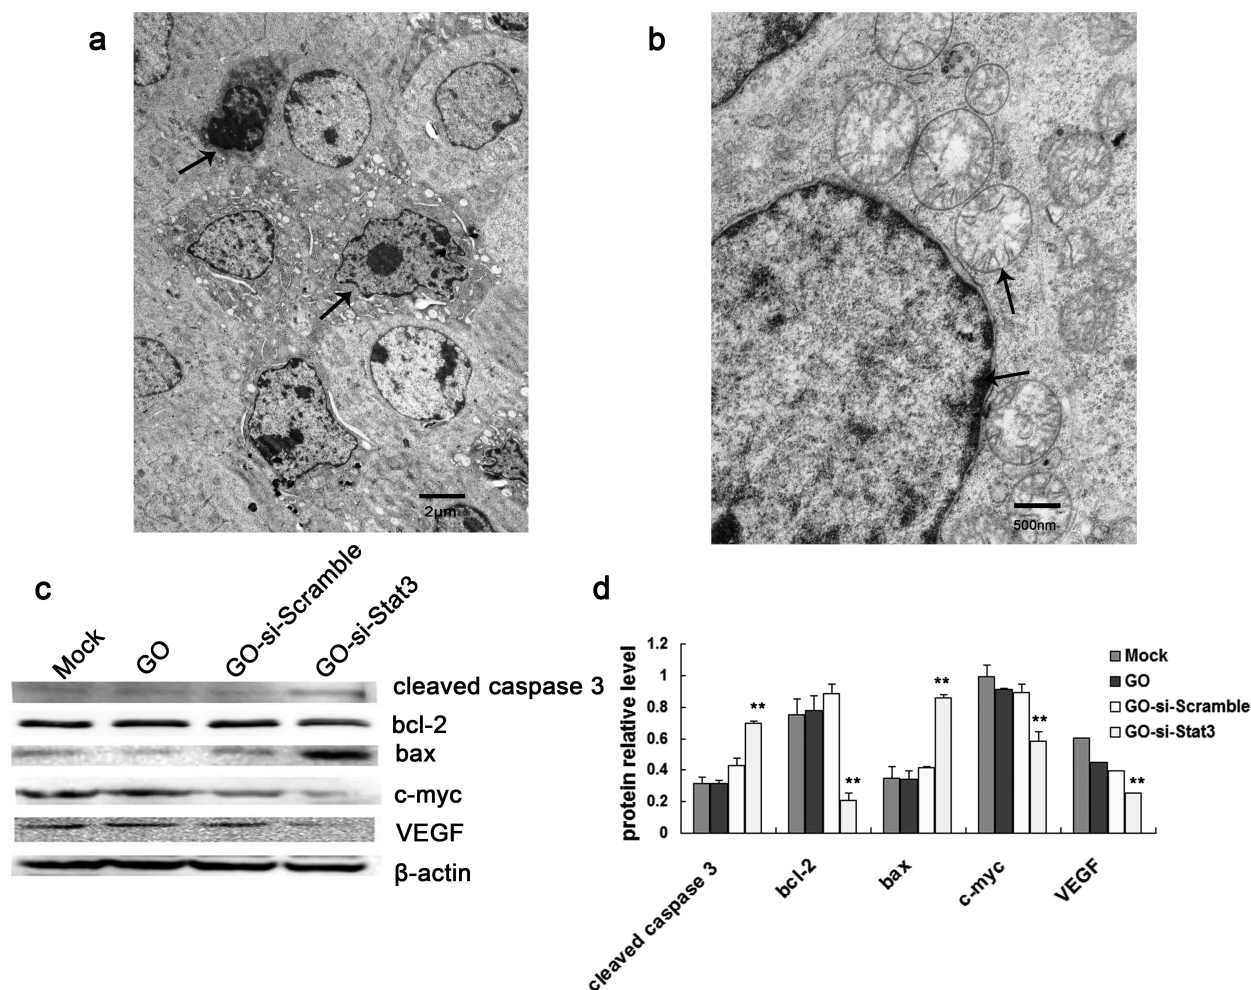 a
b
2μm
500nm
c
Mock
GO
GO-si-Scramble
GO-si-Stat3
cleaved caspase 3
bcl-2
bax
c-myc
VEGF
β-actin
d
protein relative level
1.2
1
0.8
0.6
0.4
0.2
0
**
**
**
**
**
Mock
GO
GO-si-Scramble
GO-si-Stat3
cleaved caspase 3
bcl-2
bax
c-myc
VEGF